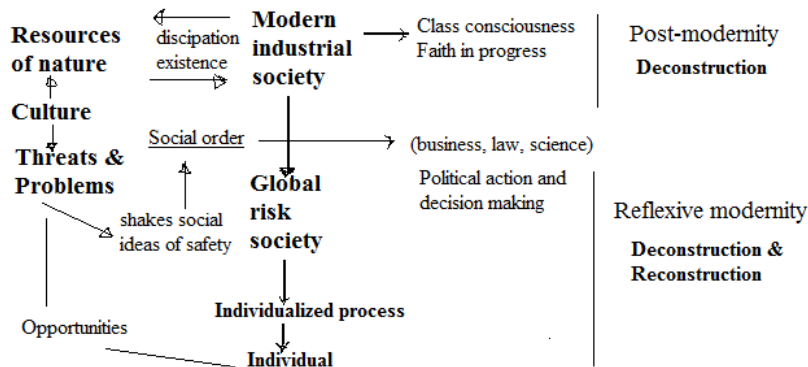 Resources
of nature
discipation
existence
Modern
industrial
society
Class consciousness
Faith in progress
Post-modernity
Deconstruction
Culture
Threats &
Problems
Social order
(business, law, science)
Political action and
decision making
shakes social
ideas of safety
Global
risk
society
Reflexive modernity
Deconstruction &
Reconstruction
Individualized process
Opportunities
Individual